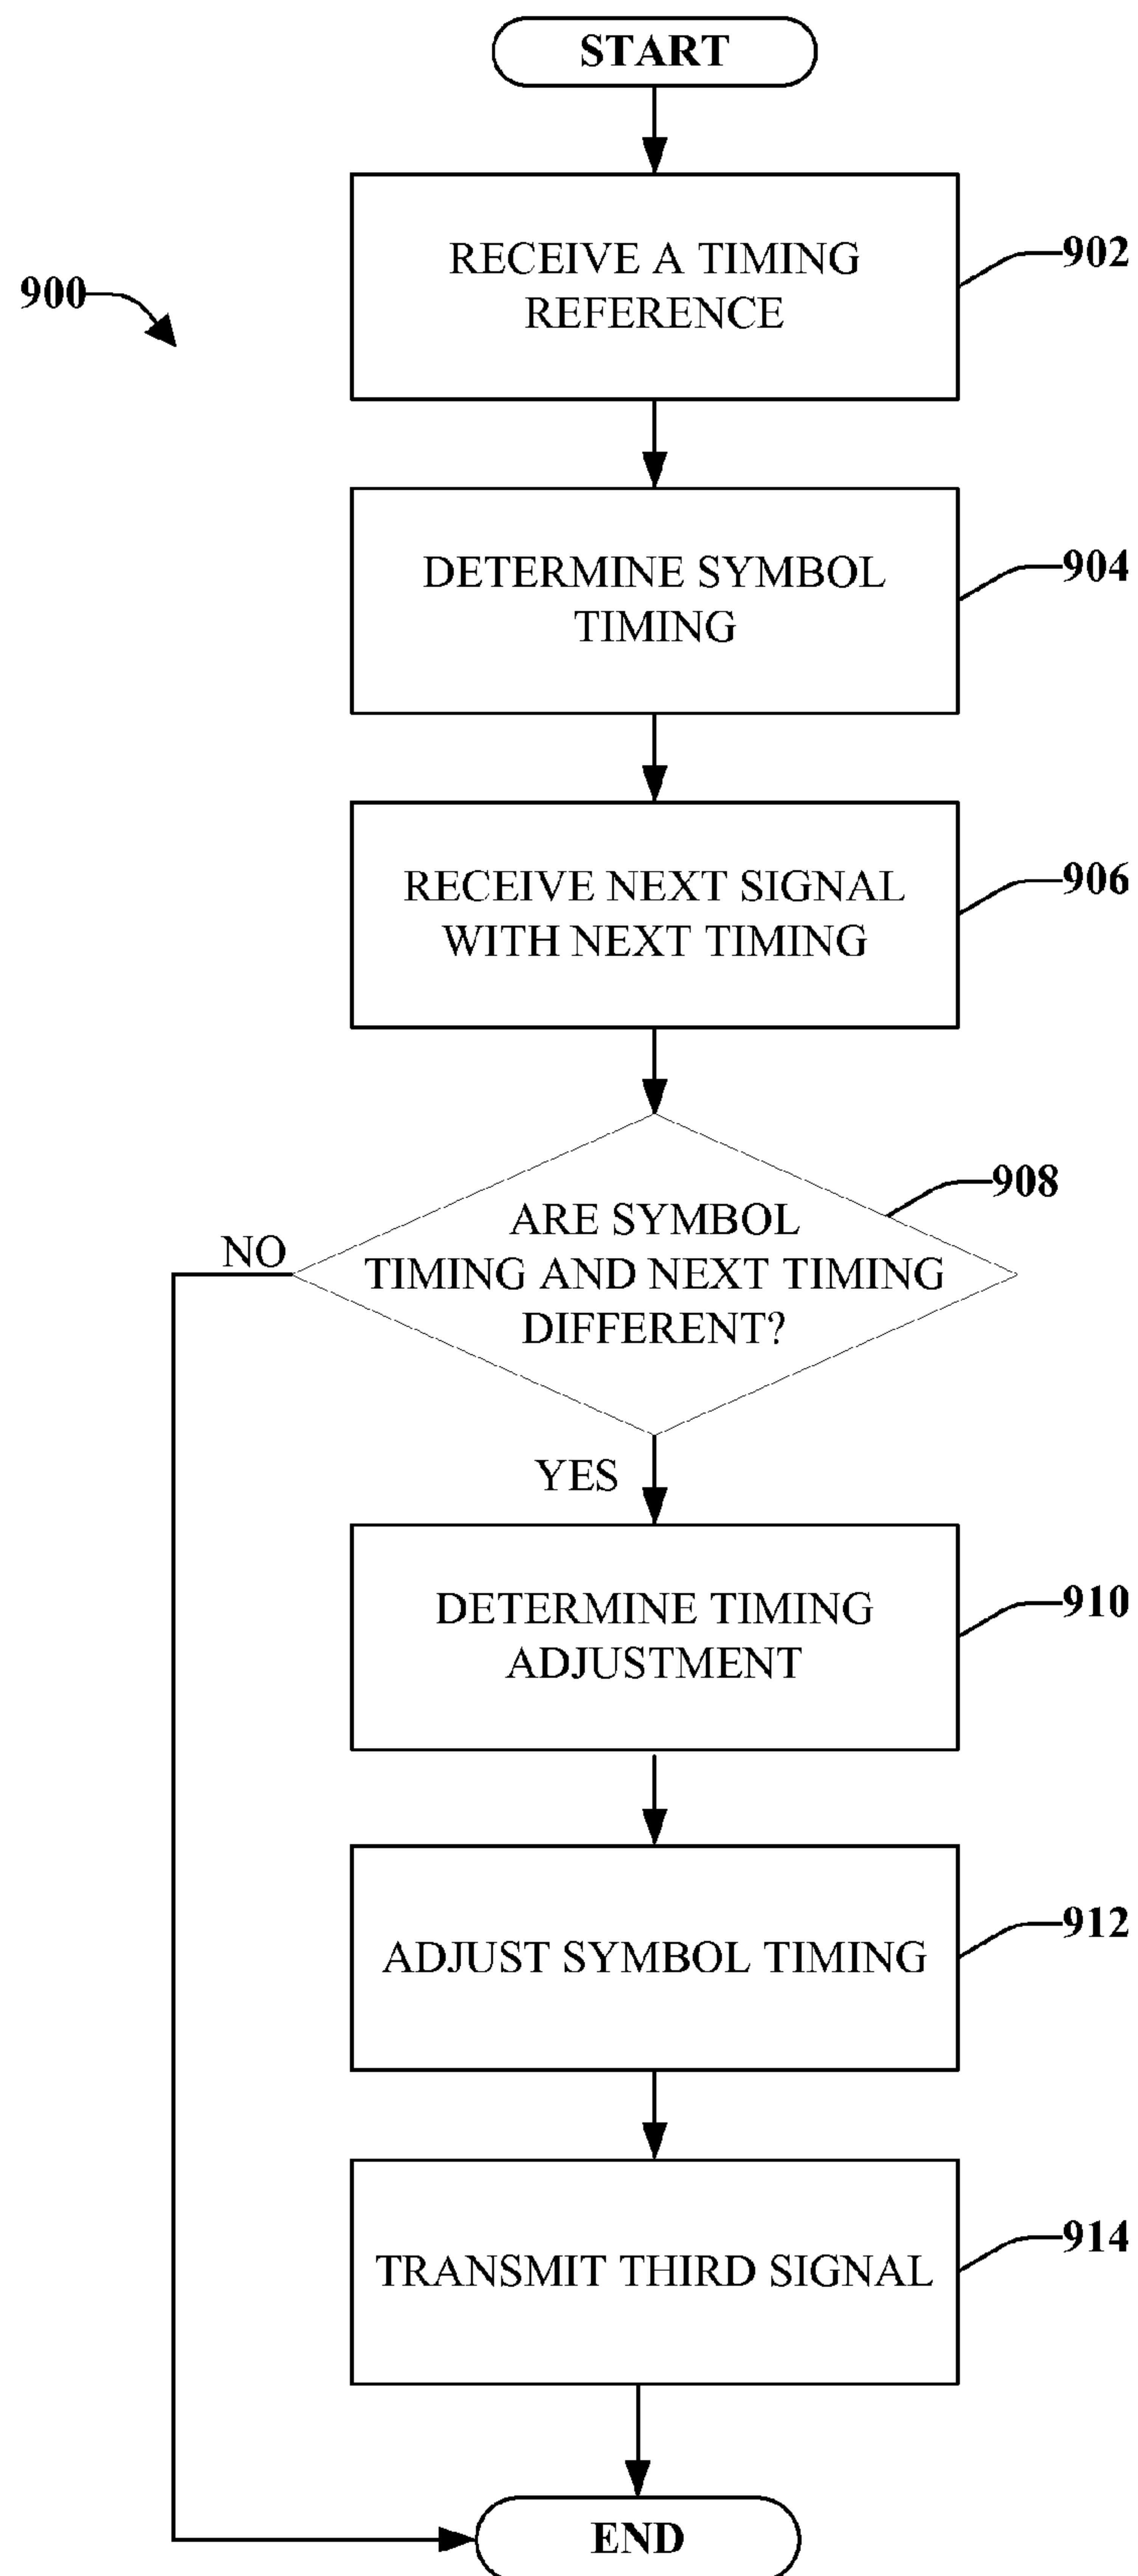 START
RECEIVE A TIMING
REFERENCE
902
900
DETERMINE SYMBOL
TIMING
904
RECEIVE NEXT SIGNAL
WITH NEXT TIMING
906
908
ARE SYMBOL
TIMING AND NEXT TIMING
DIFFERENT?
NO
YES
DETERMINE TIMING
ADJUSTMENT
910
ADJUST SYMBOL TIMING
912
TRANSMIT THIRD SIGNAL
914
END